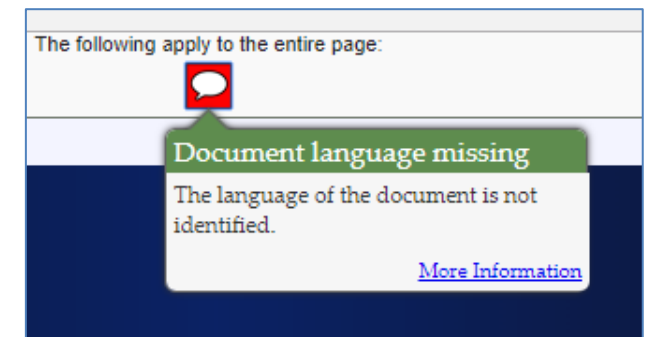 The following apply to the entire page:
Document language missing
The language of the document is not
identified.
More Information